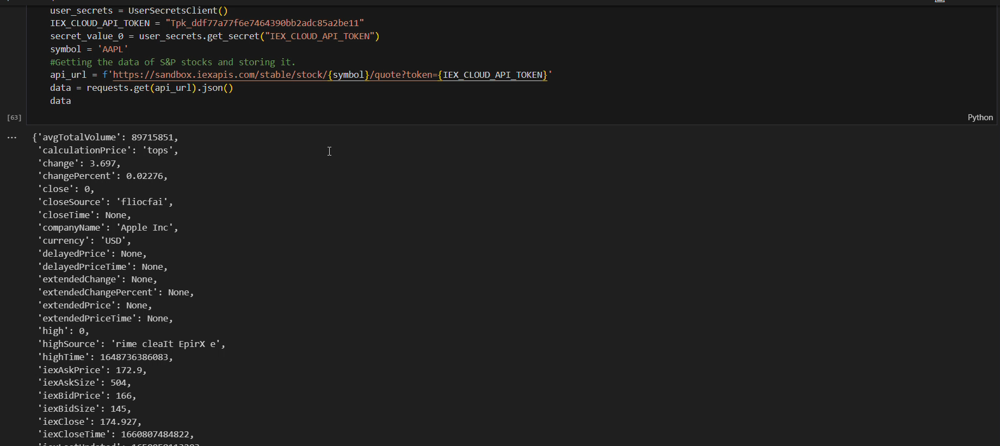 user_secrets = UserSecretsClient()
IEX_CLOUD_API_TOKEN = "Tpk_ddf77a77f6e7464390bb2adc85a2be11"
secret_value_0 = user_secrets.get_secret("IEX_CLOUD_API_TOKEN")
symbol = 'AAPL'
#Getting the data of S&P stocks and storing it.
api_url = f'https://sandbox.iexapis.com/stable/stock/{symbol}/quote?token={IEX_CLOUD_API_TOKEN}'
data = requests.get(api_url).json()
data
[63]
Python
... {'avgTotalVolume': 89715851,
'calculationPrice': 'tops',
'change': 3.697,
'changePercent': 0.02276,
'close': 0,
'closeSource': 'fliocfai',
'closeTime': None,
'companyName': 'Apple Inc',
'currency': 'USD',
'delayedPrice': None,
'delayedPriceTime': None,
'extendedChange': None,
'extendedChangePercent': None,
'extendedPrice': None,
'extendedPriceTime': None,
'high': 0,
'highSource': 'rime cleaIt EpirX e',
'highTime': 1648736386083,
'iexAskPrice': 172.9,
'iexAskSize': 504,
'iexBidPrice': 166,
'iexBidSize': 145,
'iexClose': 174.927,
'iexCloseTime': 1660807484822,